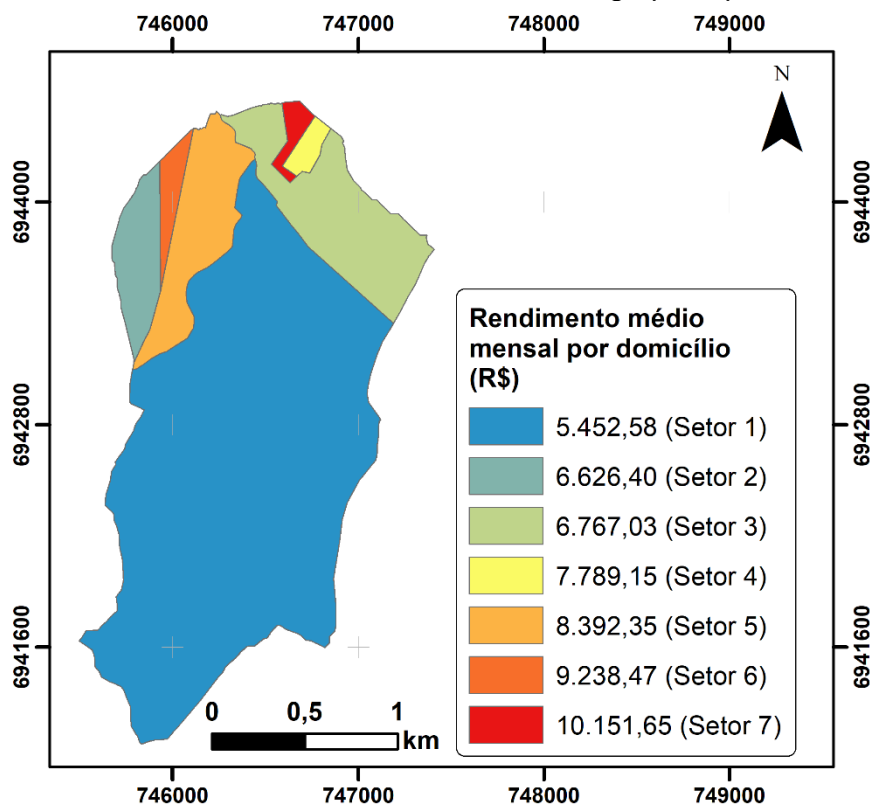 746000 747000 748000 749000
N
6944000 6944000
Rendimento médio
mensal por domicílio
(R$)
6942800 6942800
5.452,58 (Setor 1)
6.626,40 (Setor 2)
6.767,03 (Setor 3)
7.789,15 (Setor 4)
8.392,35 (Setor 5)
6941600 6941600
9.238,47 (Setor 6)
10.151,65 (Setor 7)
0 0,5 1
km
746000 747000 748000 749000